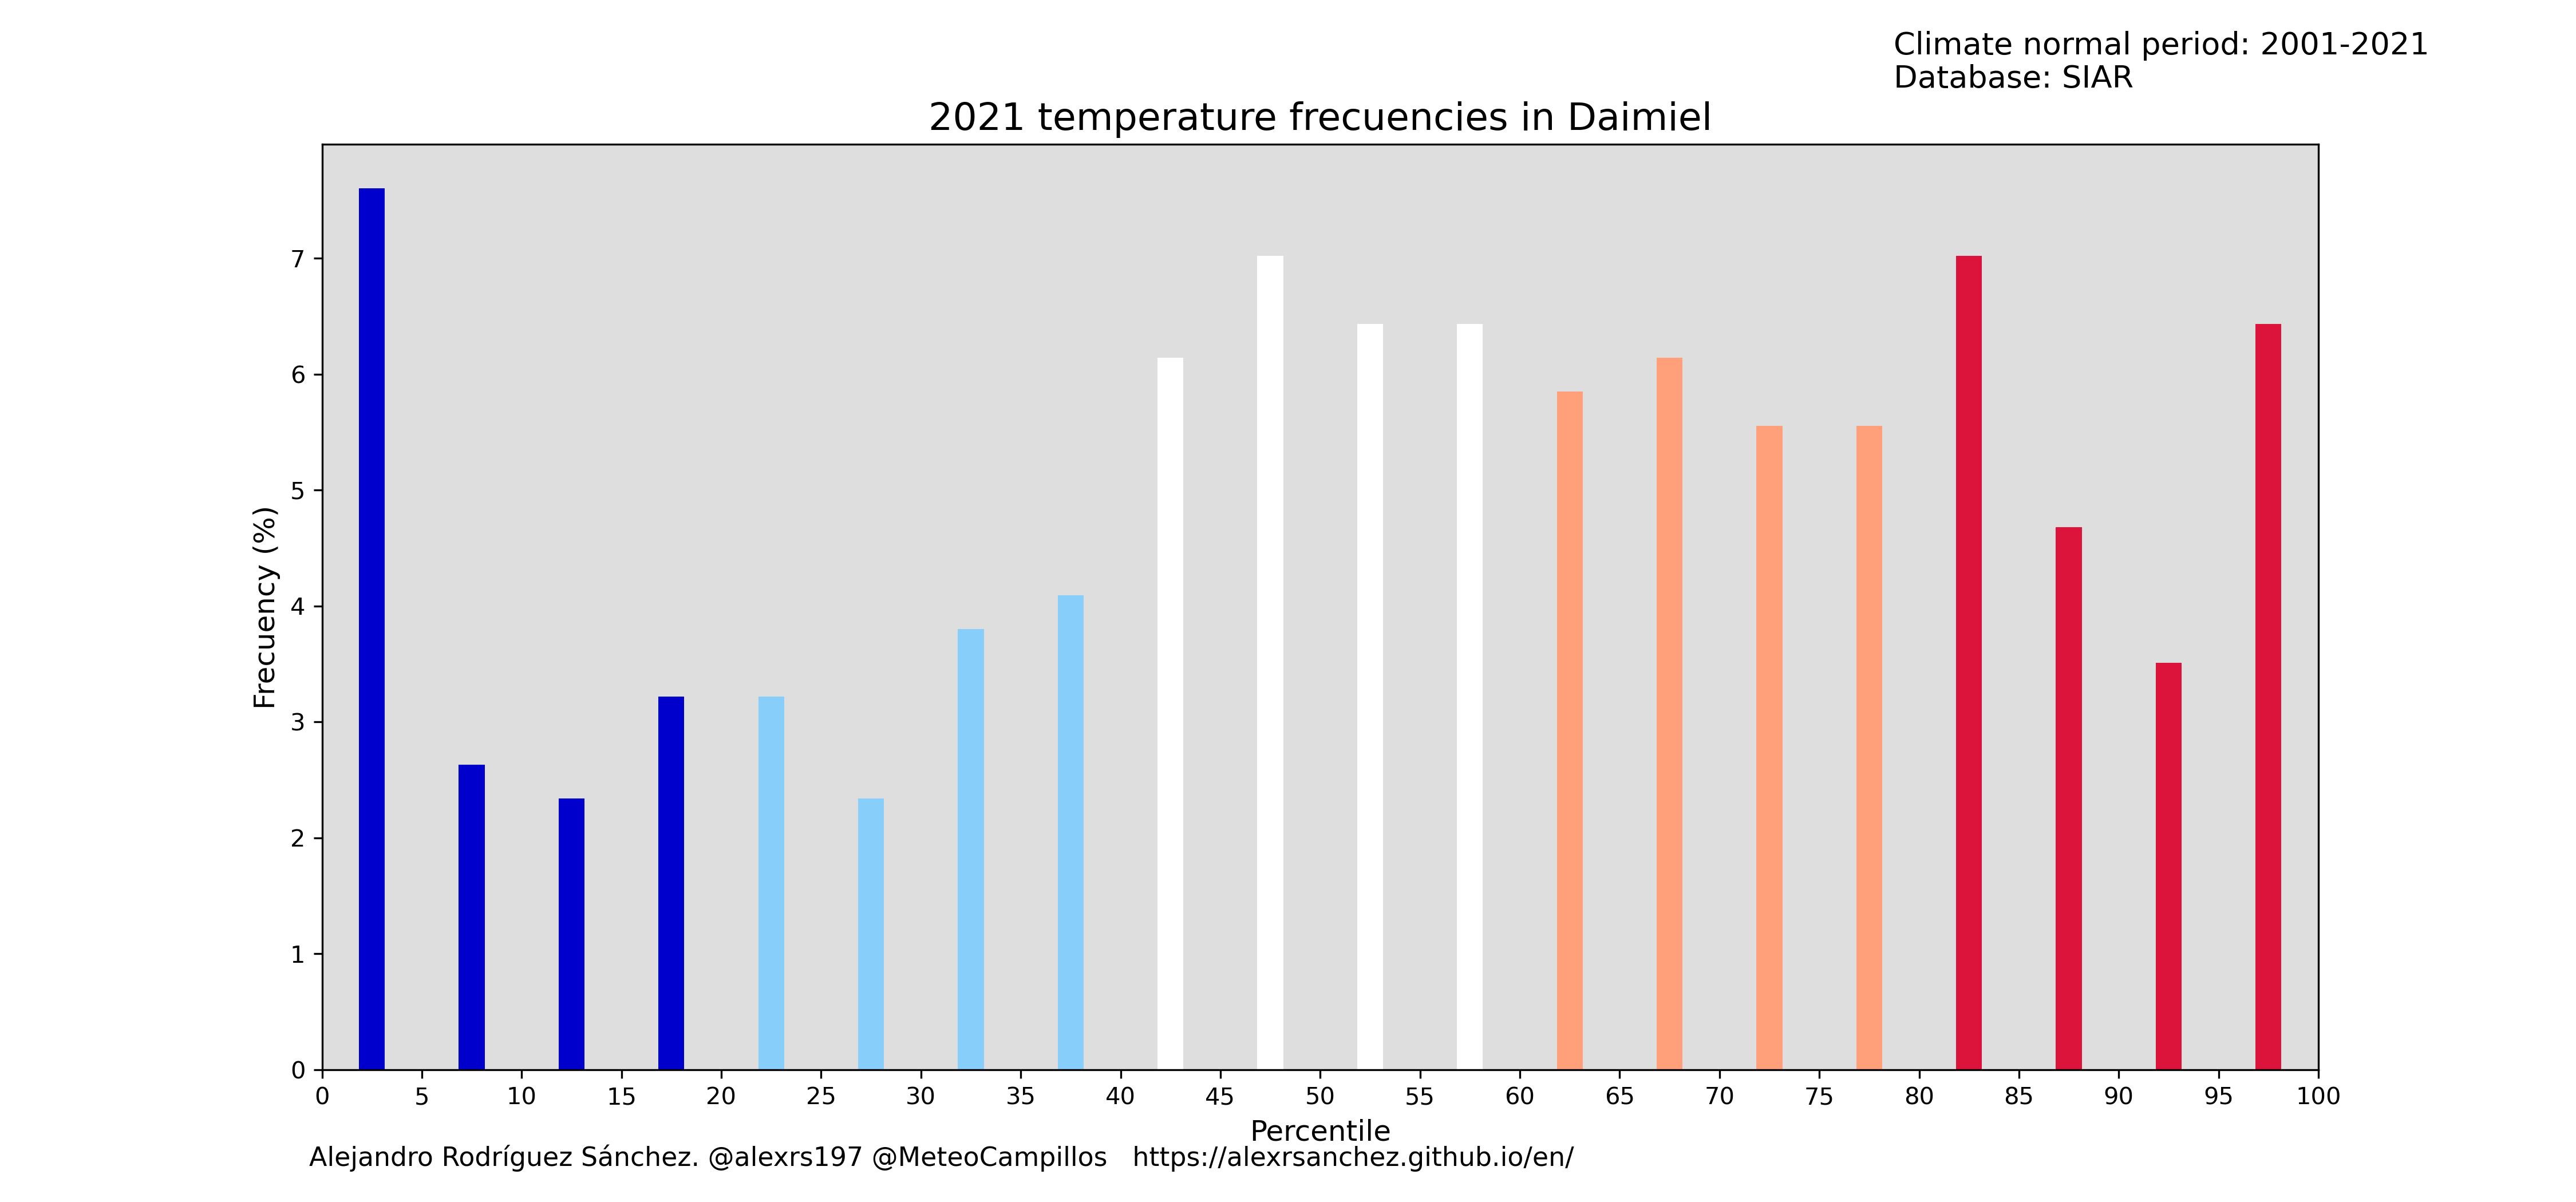 Climate normal period: 2001-2021
Database: SIAR
2021 temperature frecuencies in Daimiel
Frecuency (%)
7
6
5
4
3
2
1
0
0 5 10 15 20 25 30 35 40 45 50 55 60 65 70 75 80 85 90 95 100
Percentile
Alejandro Rodríguez Sánchez. @alexrs197 @MeteoCampillos https://alexrsanchez.github.io/en/